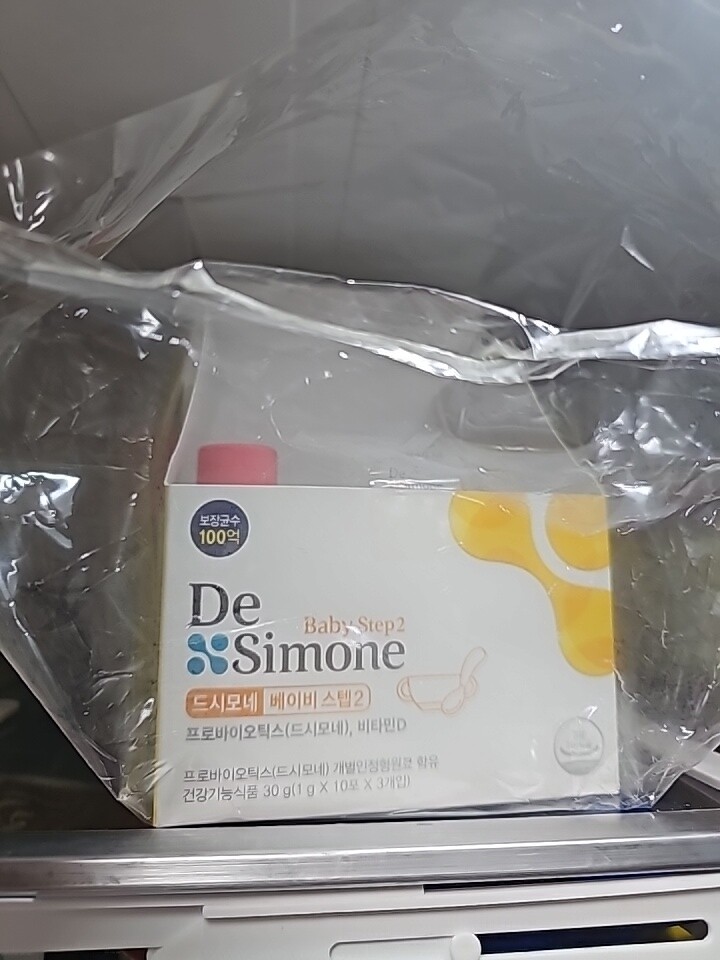 보장균수
100억
De
Baby Step2
Simone
드시모네 베이비 스텝2
프로바이오틱스(드시모네), 비타민D
프로바이오틱스(드시모네) 개별인정형원료 함유
건강기능식품 30 g(1 g X 10포 X 3개입)
De